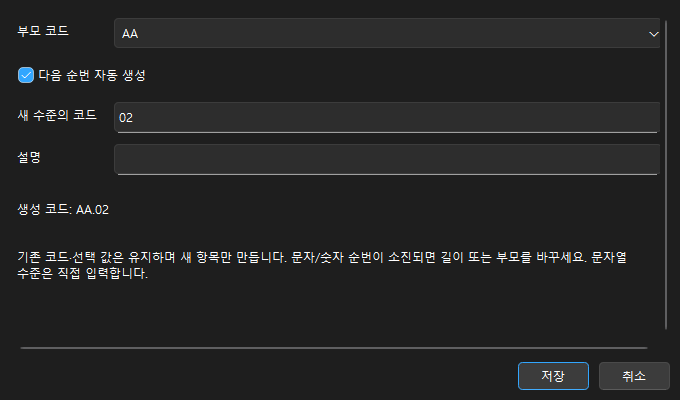 부모 코드
AA
다음 순번 자동 생성
새 수준의 코드
02
설명
생성 코드: AA.02
기존 코드·선택 값은 유지하며 새 항목만 만듭니다. 문자/숫자 순번이 소진되면 길이 또는 부모를 바꾸세요. 문자열
수준은 직접 입력합니다.
저장
취소